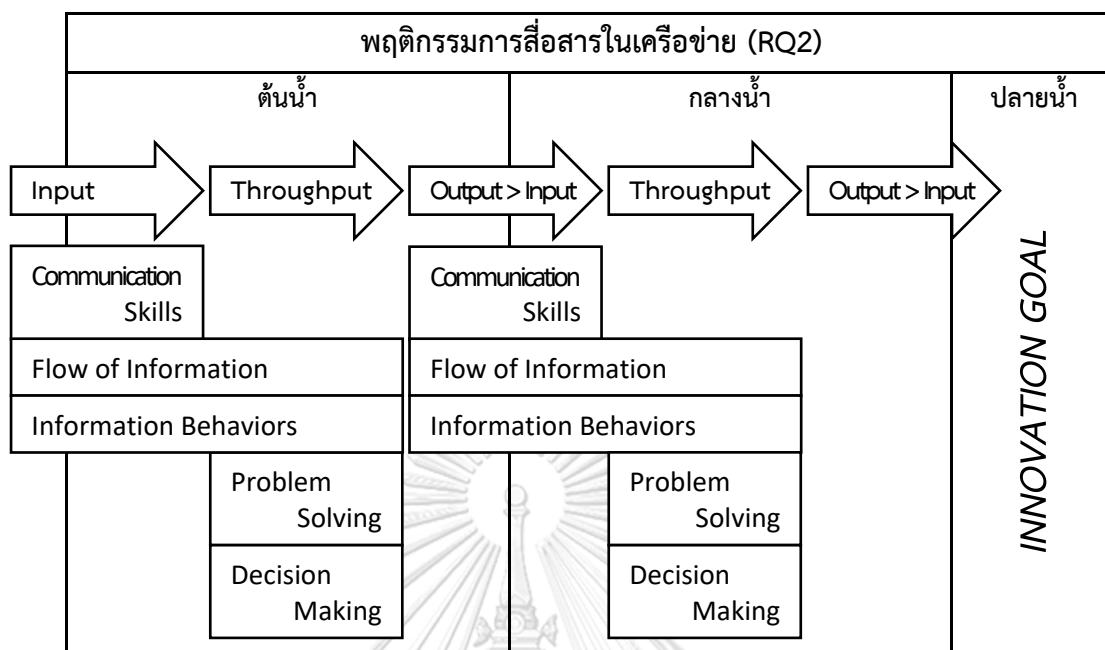 พฤติกรรมการสื่อสารในเครือข่าย (RQ2)
ต้นน้ำ
กลางน้ำ
ปลายน้ำ
Input
Throughput
Output > Input
Throughput
Output > Input
Communication
Skills
Communication
Skills
Flow of Information
Flow of Information
Information Behaviors
Information Behaviors
Problem
Solving
Problem
Solving
Decision
Making
Decision
Making
INNOVATION GOAL